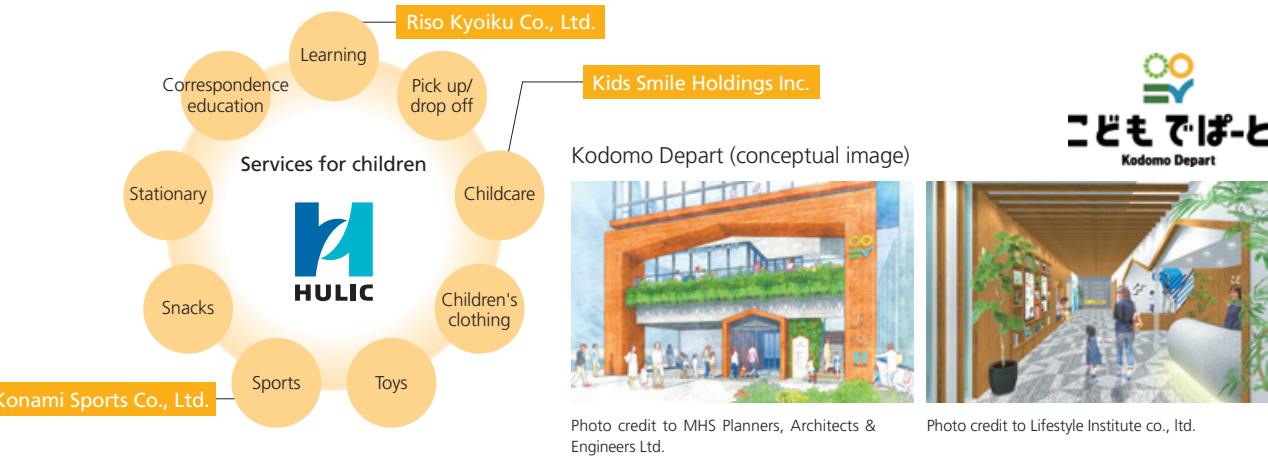 Riso Kyoiku Co., Ltd.
Learning
Correspondence
education
Pick up/
drop off
Kids Smile Holdings Inc.
Services for children
Stationary
Childcare
HULIC
Snacks
Children's
clothing
Sports
Toys
Konami Sports Co., Ltd.
こども でぱーと
Kodomo Depart
Kodomo Depart (conceptual image)
Photo credit to MHS Planners, Architects &
Engineers Ltd.
Photo credit to Lifestyle Institute co., ltd.